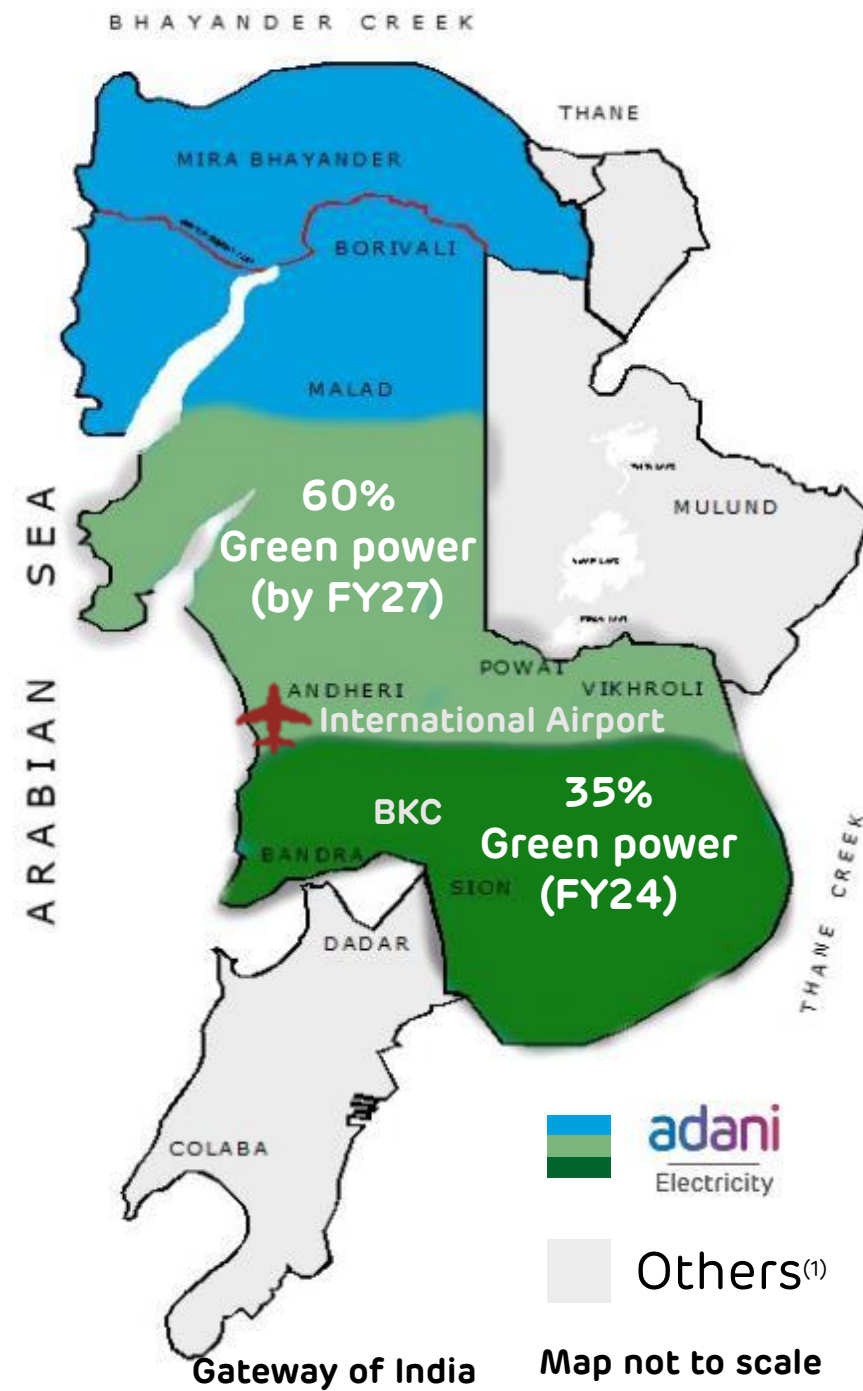 BHAYANDER CREEK
THANE
MIRA BHAYANDER
BORIVALI
MALAD
ARABIAN SEA
60%
Green power
(by FY27)
MULUND
POWAI
VIKHROLI
ANDHERI
International Airport
BKC
35%
Green power
(FY24)
BANDRA
SION
THANE CREEK
DADAR
COLABA
adani
Electricity
Others(1)
Gateway of India
Map not to scale